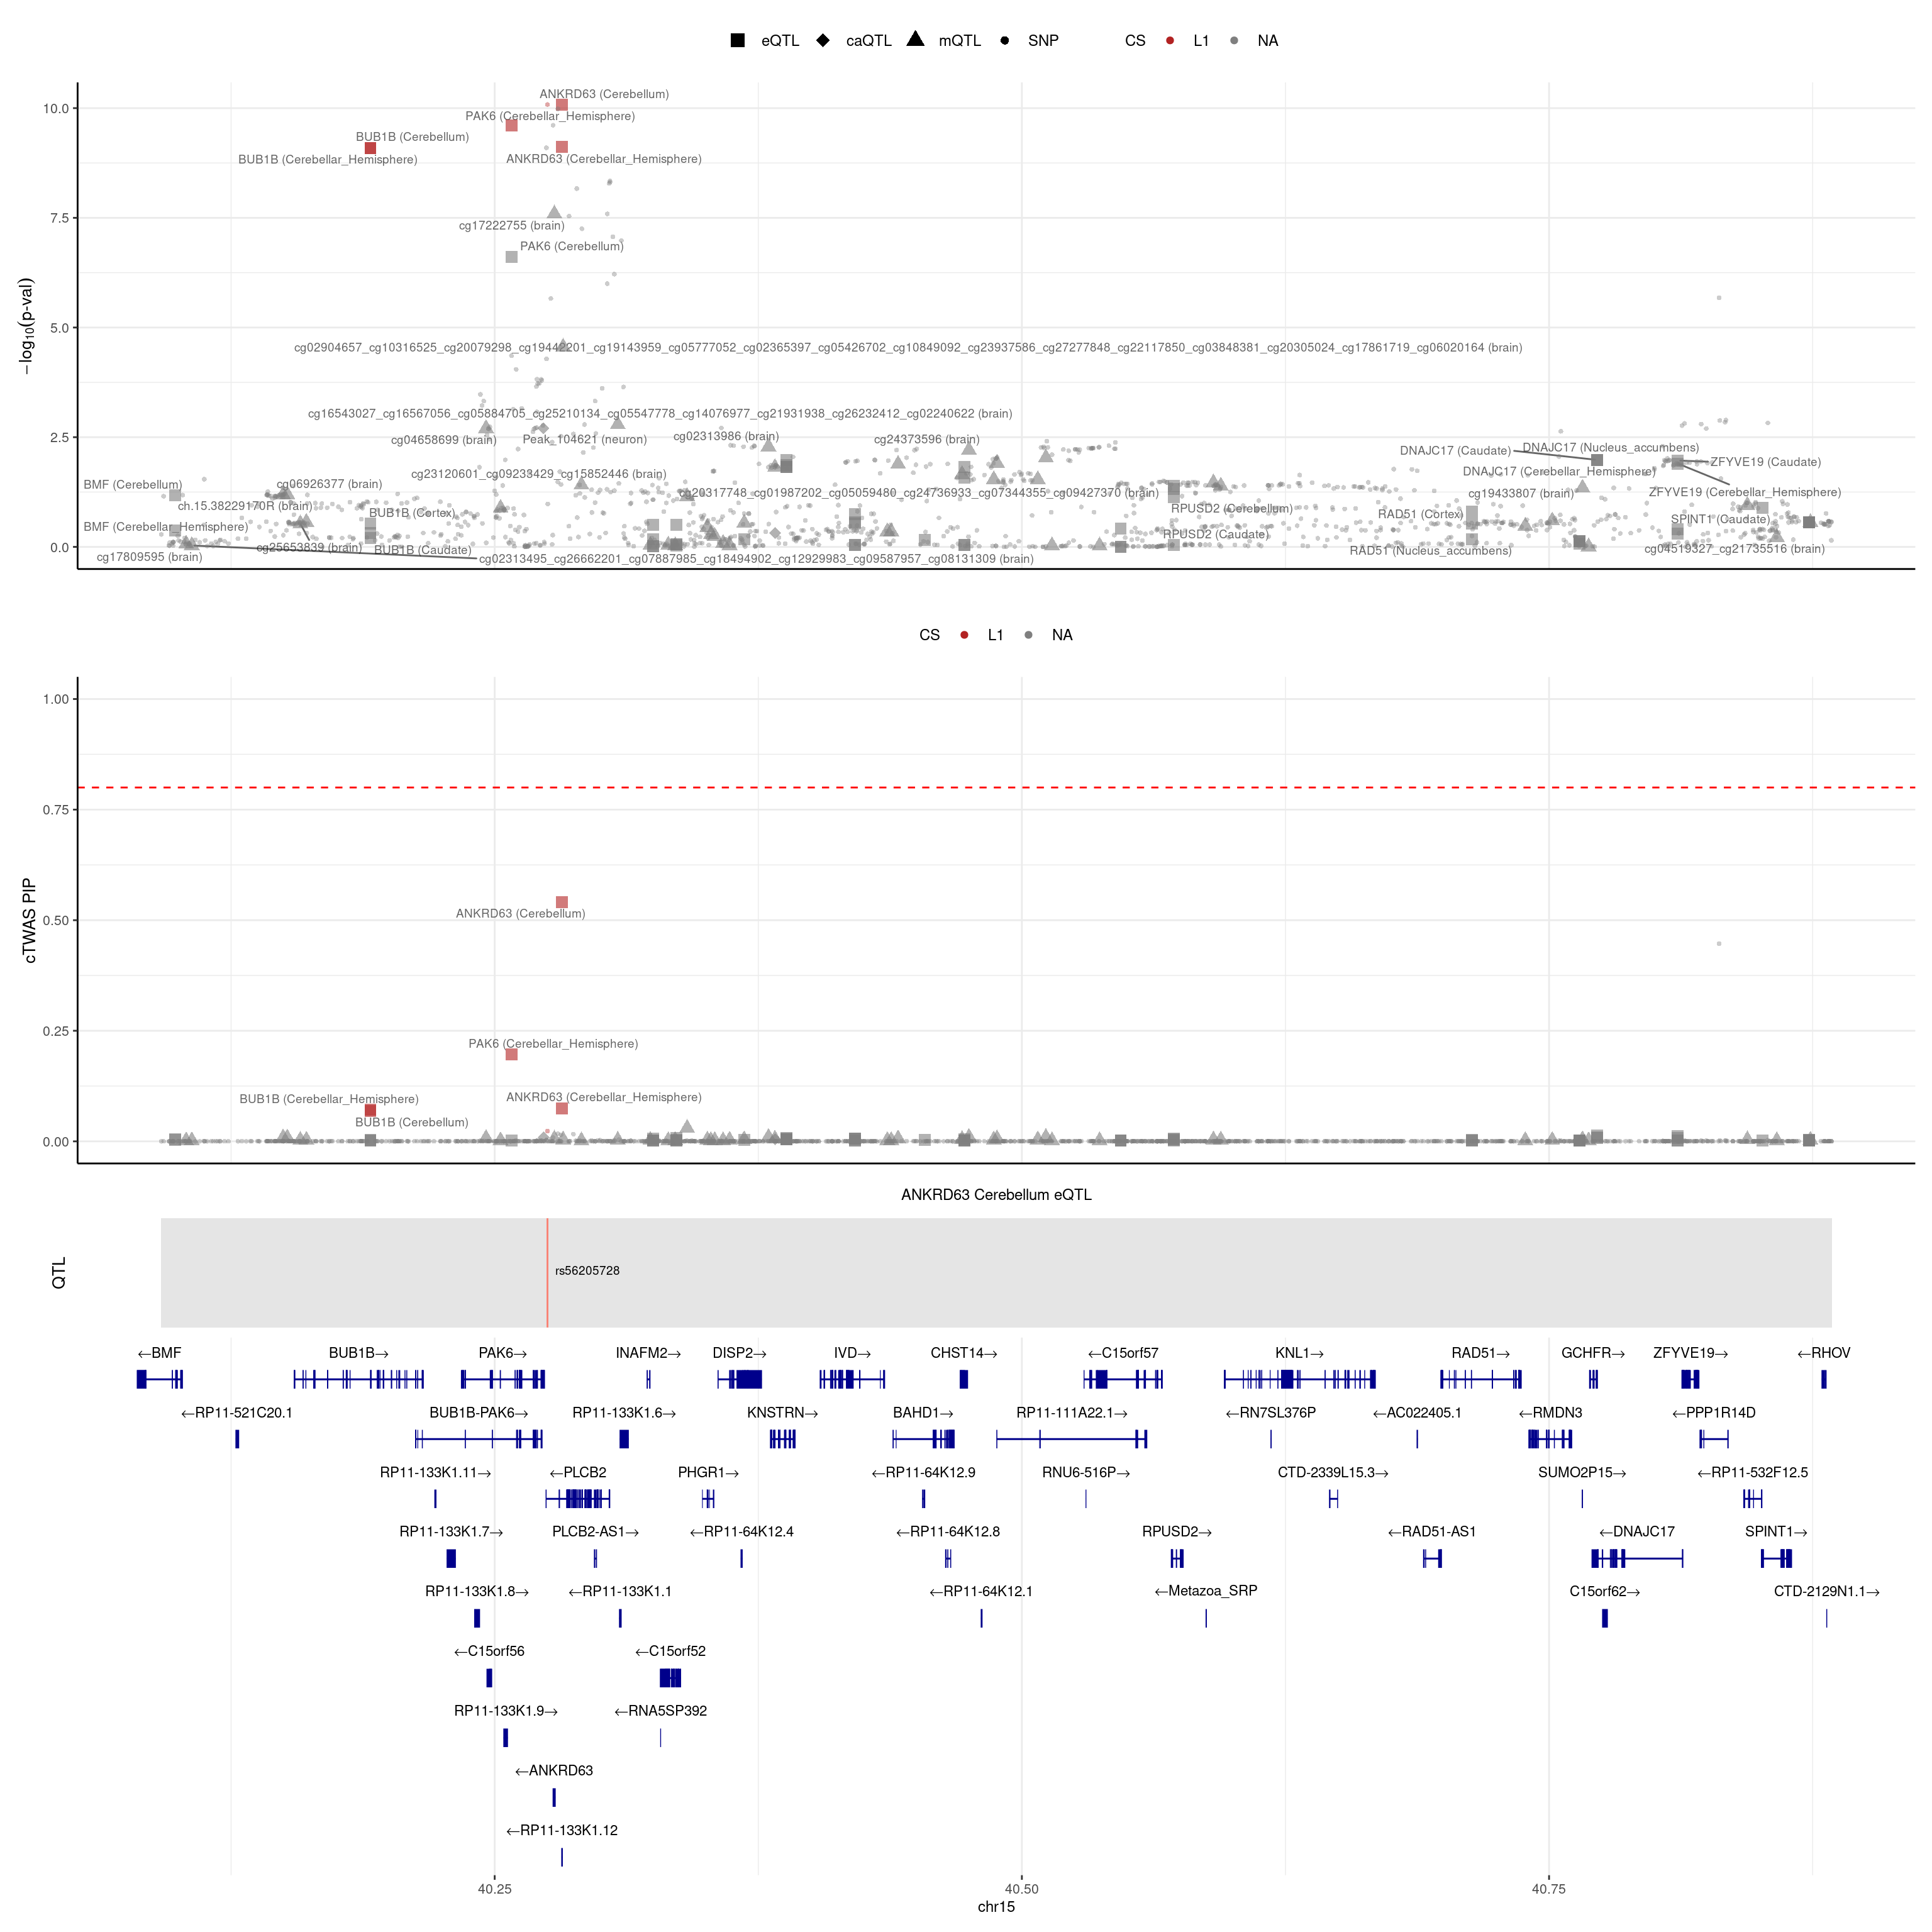 eQTL caQTL mQTL SNP CS L1 NA
10.0
7.5
5.0
2.5
0.0
−log10(p-val)
ANKRD63 (Cerebellum)
PAK6 (Cerebellar_Hemisphere)
BUB1B (Cerebellum)
BUB1B (Cerebellar_Hemisphere)
ANKRD63 (Cerebellar_Hemisphere)
cg17222755 (brain)
PAK6 (Cerebellum)
cg02904657_cg10316525_cg20079298_cg19442201_cg19143959_cg05777052_cg02365397_cg05426702_cg10849092_cg23937586_cg27277848_cg22117850_cg03848381_cg20305024_cg17861719_cg06020164 (brain)
cg16543027_cg16567056_cg05884705_cg25210134_cg05547778_cg14076977_cg21931938_cg26232412_cg02240622 (brain)
cg04658699 (brain)
Peak_104621 (neuron)
cg02313986 (brain)
cg24373596 (brain)
DNAJC17 (Caudate)
DNAJC17 (Nucleus_accumbens)
ZFYVE19 (Caudate)
cg23120601_cg09233429_cg15852446 (brain)
DNAJC17 (Cerebellar_Hemisphere)
BMF (Cerebellum)
cg06926377 (brain)
cg20317748_cg01987202_cg05059480_cg24736933_cg07344355_cg09427370 (brain)
cg19433807 (brain)
ZFYVE19 (Cerebellar_Hemisphere)
ch.15.38229170R (brain)
BUB1B (Cortex)
RPUSD2 (Cerebellum)
RAD51 (Cortex)
SPINT1 (Caudate)
BMF (Cerebellar_Hemisphere)
RPUSD2 (Caudate)
cg25653839 (brain)
BUB1B (Caudate)
RAD51 (Nucleus_accumbens)
cg04519327_cg21735516 (brain)
cg17809595 (brain)
cg02313495_cg26662201_cg07887985_cg18494902_cg12929983_cg09587957_cg08131309 (brain)
CS L1 NA
1.00
0.75
0.50
0.25
0.00
cTWAS PIP
ANKRD63 (Cerebellum)
PAK6 (Cerebellar_Hemisphere)
BUB1B (Cerebellar_Hemisphere)
ANKRD63 (Cerebellar_Hemisphere)
BUB1B (Cerebellum)
ANKRD63 Cerebellum eQTL
QTL
rs56205728
←BMF BUB1B→ PAK6→ INAFM2→ DISP2→ IVD→ CHST14→ ←C15orf57 KNL1→ RAD51→ GCHFR→ ZFYVE19→ ←RHOV
←RP11-521C20.1 BUB1B-PAK6→ RP11-133K1.6→ KNSTRN→ BAHD1→ RP11-111A22.1→ ←RN7SL376P ←AC022405.1 ←RMDN3 ←PPP1R14D
RP11-133K1.11→ ←PLCB2 PHGR1→ ←RP11-64K12.9 RNU6-516P→ CTD-2339L15.3→ SUMO2P15→ ←RP11-532F12.5
RP11-133K1.7→ PLCB2-AS1→ ←RP11-64K12.4 ←RP11-64K12.8 RPUSD2→ ←RAD51-AS1 ←DNAJC17 SPINT1→
RP11-133K1.8→ ←RP11-133K1.1 ←RP11-64K12.1 ←Metazoa_SRP C15orf62→ CTD-2129N1.1→
←C15orf56 ←C15orf52
RP11-133K1.9→ ←RNA5SP392
←ANKRD63
←RP11-133K1.12
40.25 40.50 40.75
chr15